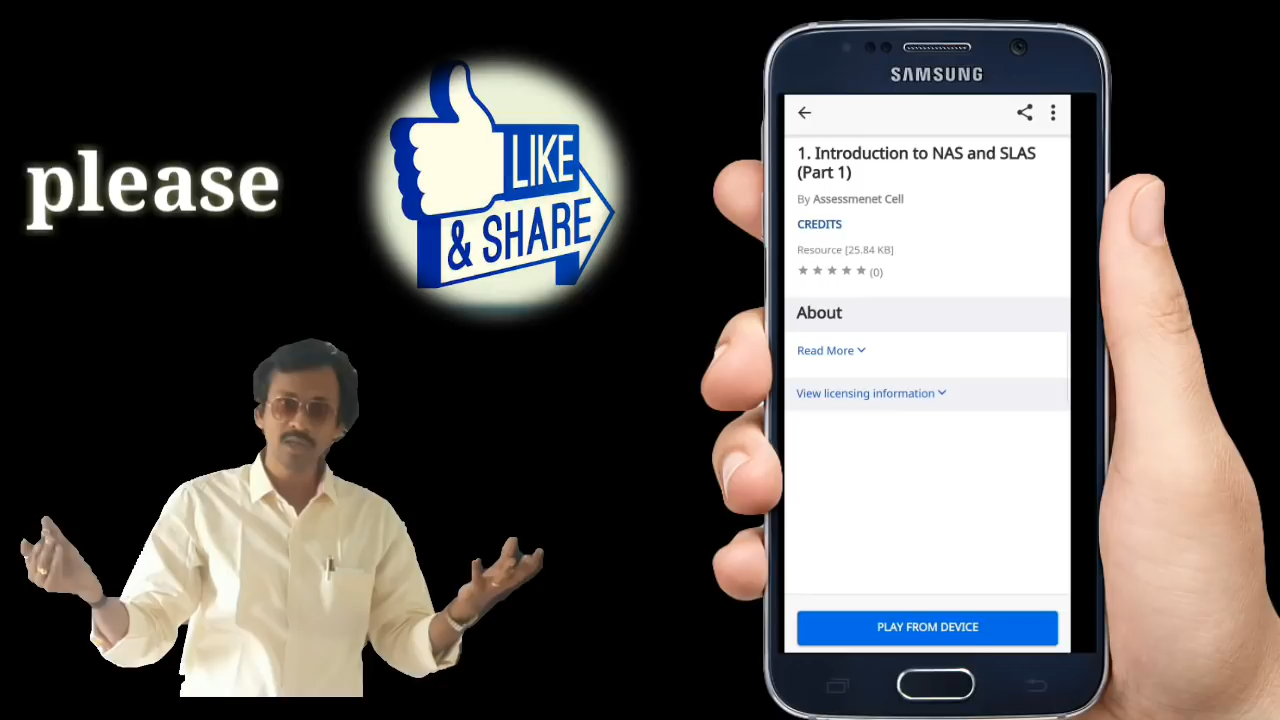 please
LIKE
& SHARE
SAMSUNG
1. Introduction to NAS and SLAS
(Part 1)
By Assessmenet Cell
CREDITS
Resource [25.84 KB]
(0)
About
Read More
View licensing information
PLAY FROM DEVICE